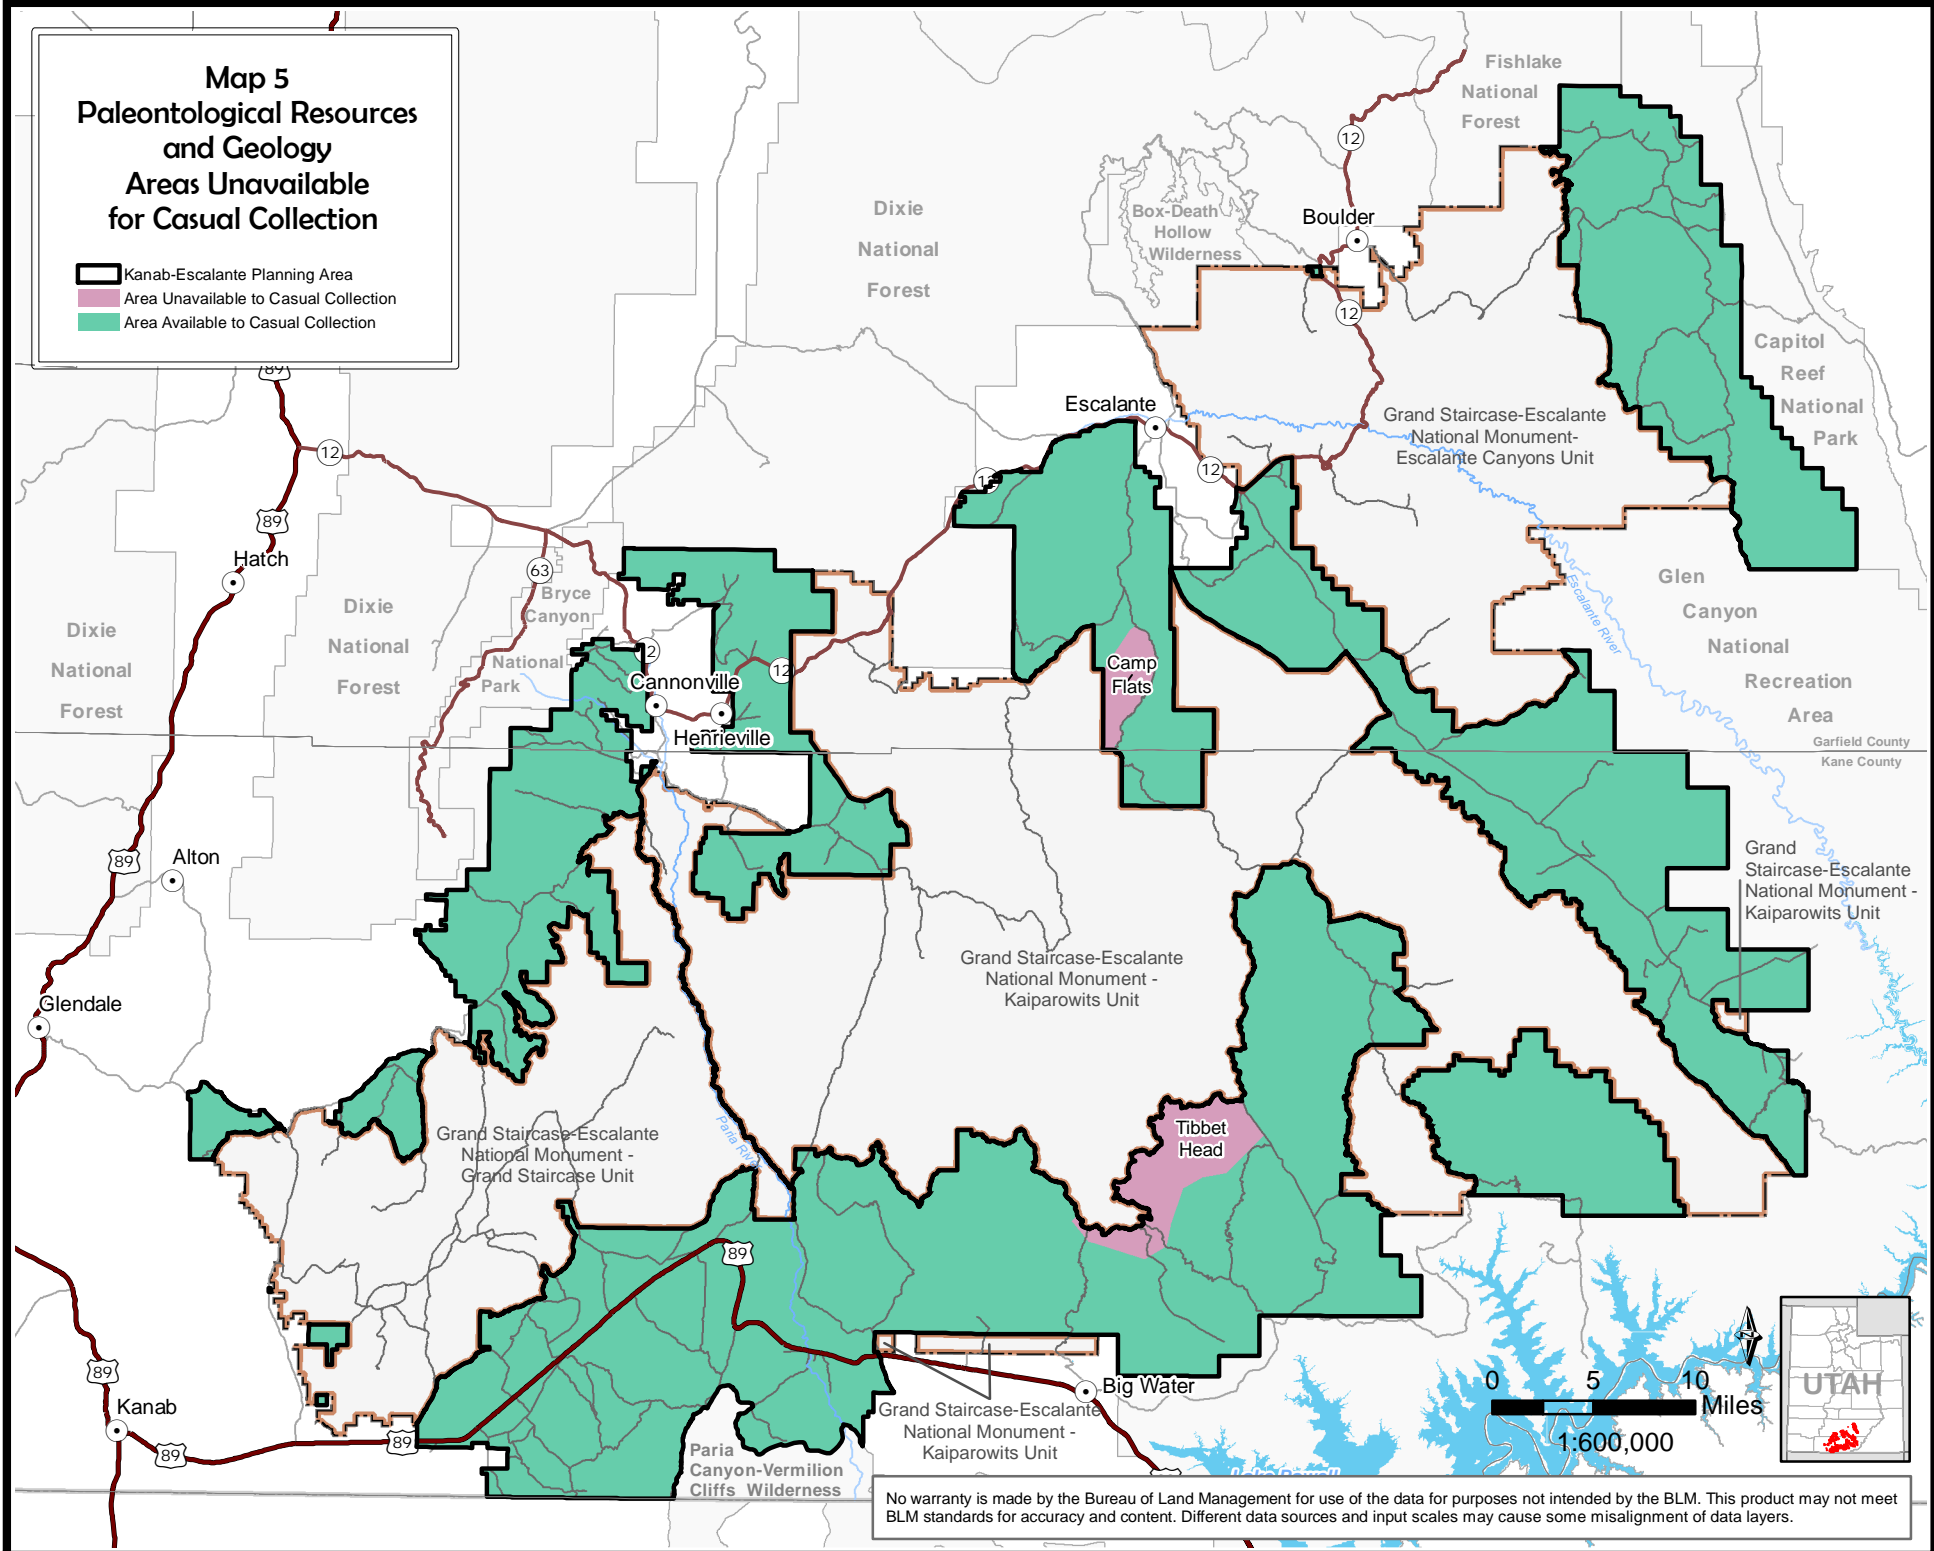 Map 5
Paleontological Resources
and Geology
Areas Unavailable
for Casual Collection
Kanab-Escalante Planning Area
Area Unavailable to Casual Collection
Area Available to Casual Collection
Fishlake
National
Forest
12
Box-Death
Hollow
Wilderness
Boulder
12
Dixie
National
Forest
Capitol
Reef
National
Park
89
12
89
Hatch
Escalante
12
Grand Staircase-Escalante
National Monument-
Escalante Canyons Unit
63
Bryce
Canyon
National
Park
Dixie
National
Forest
Dixie
National
Forest
Cannonville
12
Henrieville
Camp
Flats
Escalante River
Glen
Canyon
National
Recreation
Area
Garfield County
Kane County
89
Alton
Glendale
Grand
Staircase-Escalante
National Monument -
Kaiparowits Unit
Grand Staircase-Escalante
National Monument -
Kaiparowits Unit
Grand Staircase-Escalante
National Monument -
Grand Staircase Unit
Paria River
Tibbet
Head
89
89
Kanab
89
89
Big Water
Grand Staircase-Escalante
National Monument -
Kaiparowits Unit
Paria
Canyon-Vermilion
Cliffs Wilderness
0 5 10
Miles
1:600,000
UTAH
No warranty is made by the Bureau of Land Management for use of the data for purposes not intended by the BLM. This product may not meet
BLM standards for accuracy and content. Different data sources and input scales may cause some misalignment of data layers.